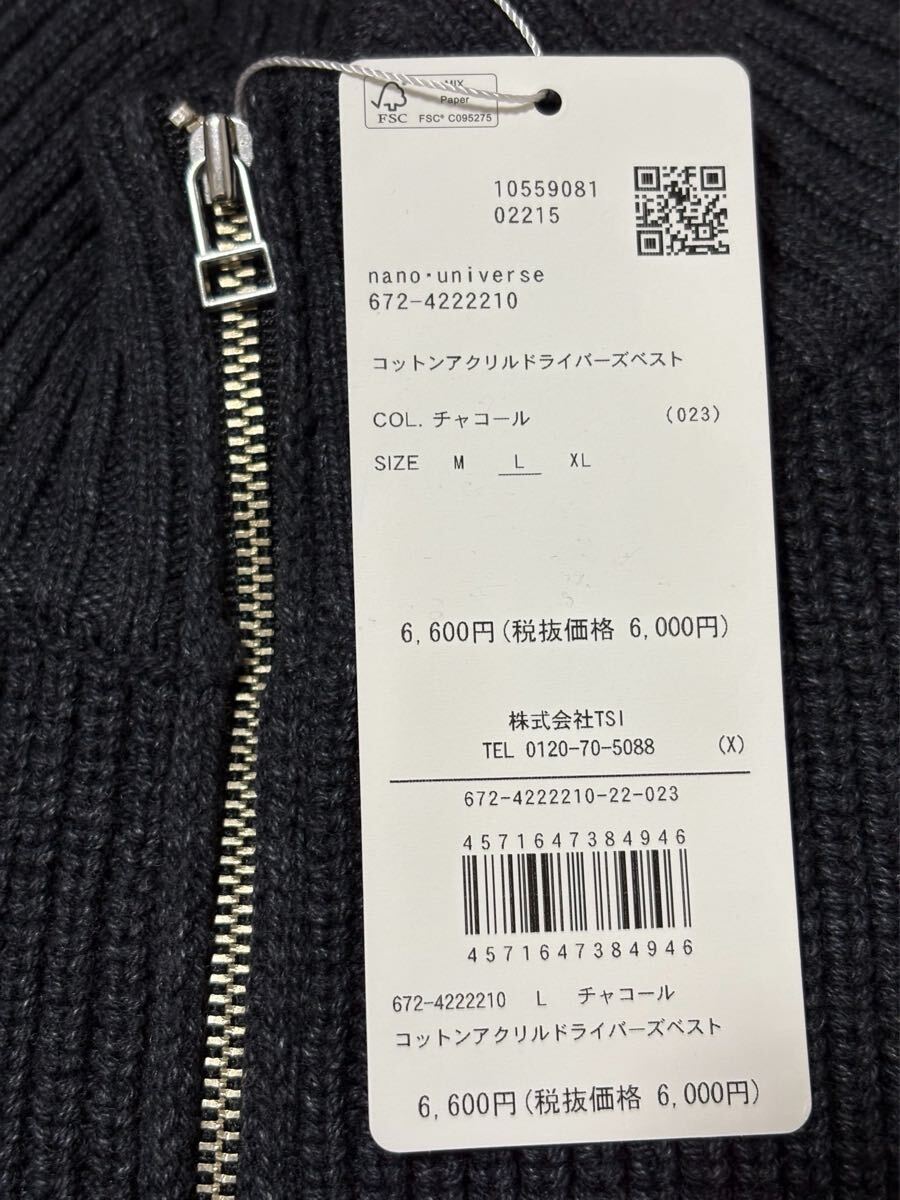 MIX
Paper
FSC
FSC® C095275
10559081
02215
nano・universe
672-4222210
コットンアクリルドライバーズベスト
COL. チャコール (023)
SIZE M L XL
6,600円(税抜価格 6,000円)
株式会社TSI
TEL 0120-70-5088 (X)
672-4222210-22-023
4571647384946
4571647384946
672-4222210 L チャコール
コットンアクリルドライバーズベスト
6,600円(税抜価格 6,000円)